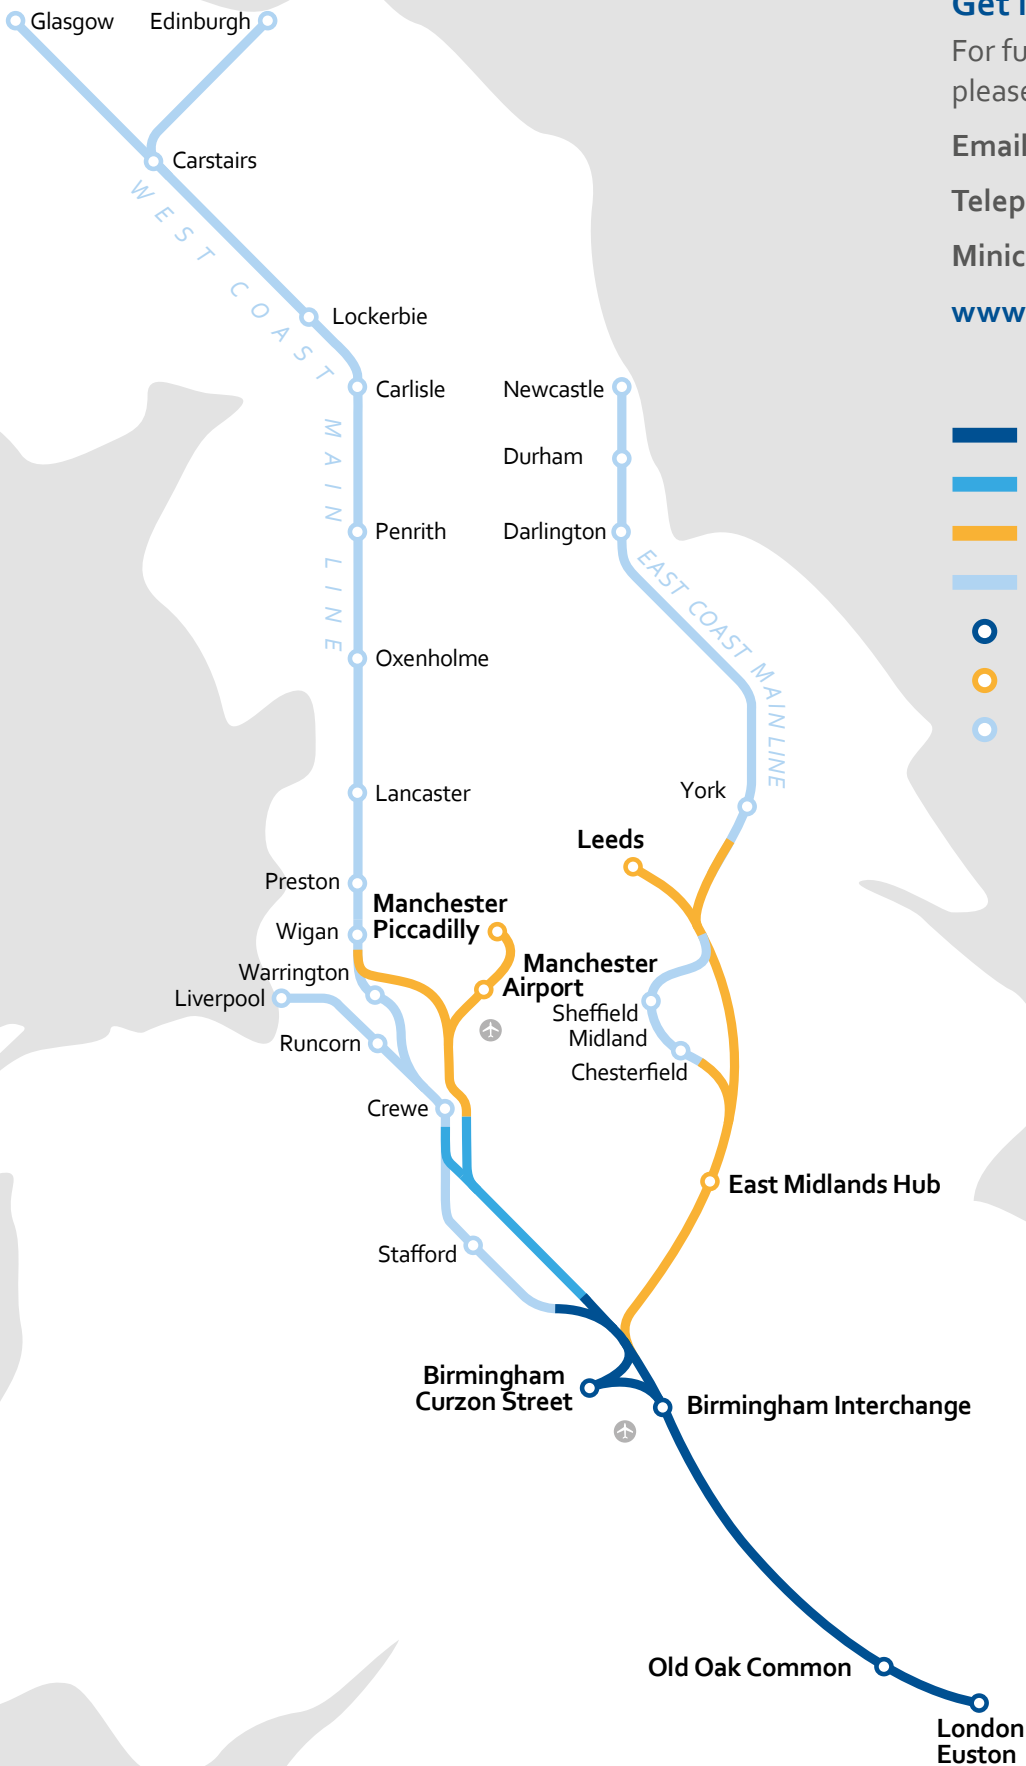 Get
For fu
please
Email
Telep
Minic
www
Glasgow
Edinburgh
Carstairs
WEST COAST MAIN LINE
Lockerbie
Carlisle
Newcastle
Durham
Penrith
Darlington
EAST COAST MAIN LINE
Oxenholme
Lancaster
York
Leeds
Preston
Manchester
Piccadilly
Wigan
Manchester
Airport
Warrington
Liverpool
Sheffield
Midland
Runcorn
Chesterfield
Crewe
East Midlands Hub
Stafford
Birmingham
Curzon Street
Birmingham Interchange
Old Oak Common
London
Euston